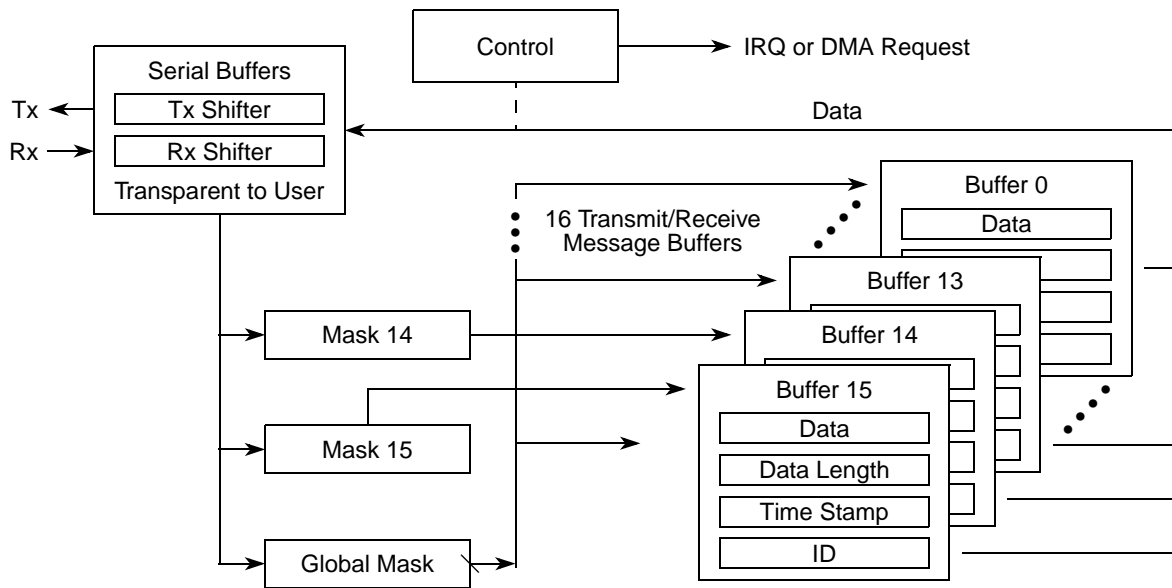 Control
IRQ or DMA Request
Serial Buffers
Tx
Tx Shifter
Data
Rx
Rx Shifter
Transparent to User
16 Transmit/Receive
Message Buffers
Buffer 0
Data
Buffer 13
Mask 14
Buffer 14
Buffer 15
Mask 15
Data
Data Length
Time Stamp
Global Mask
ID